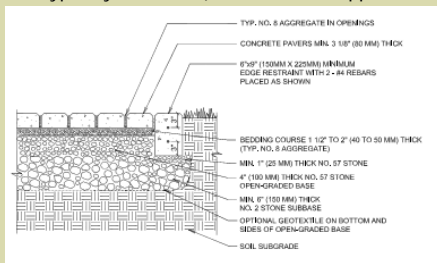 TYP. NO. 8 AGGREGATE IN OPENINGS
CONCRETE PAVERS MIN. 3 1/8" (80 MM) THICK
6"x9" (150MM X 225MM) MINIMUM
EDGE RESTRAINT WITH 2 - #4 REBARS
PLACED AS SHOWN
BEDDING COURSE 1 1/2" TO 2" (40 TO 50 MM) THICK
(TYP. NO. 8 AGGREGATE)
MIN. 1" (25 MM) THICK NO. 57 STONE
4" (100 MM) THICK NO. 57 STONE
OPEN-GRADED BASE
MIN. 6" (150 MM) THICK
NO. 2 STONE SUBBASE
OPTIONAL GEOTEXTILE ON BOTTOM AND
SIDES OF OPEN-GRADED BASE
SOIL SUBGRADE